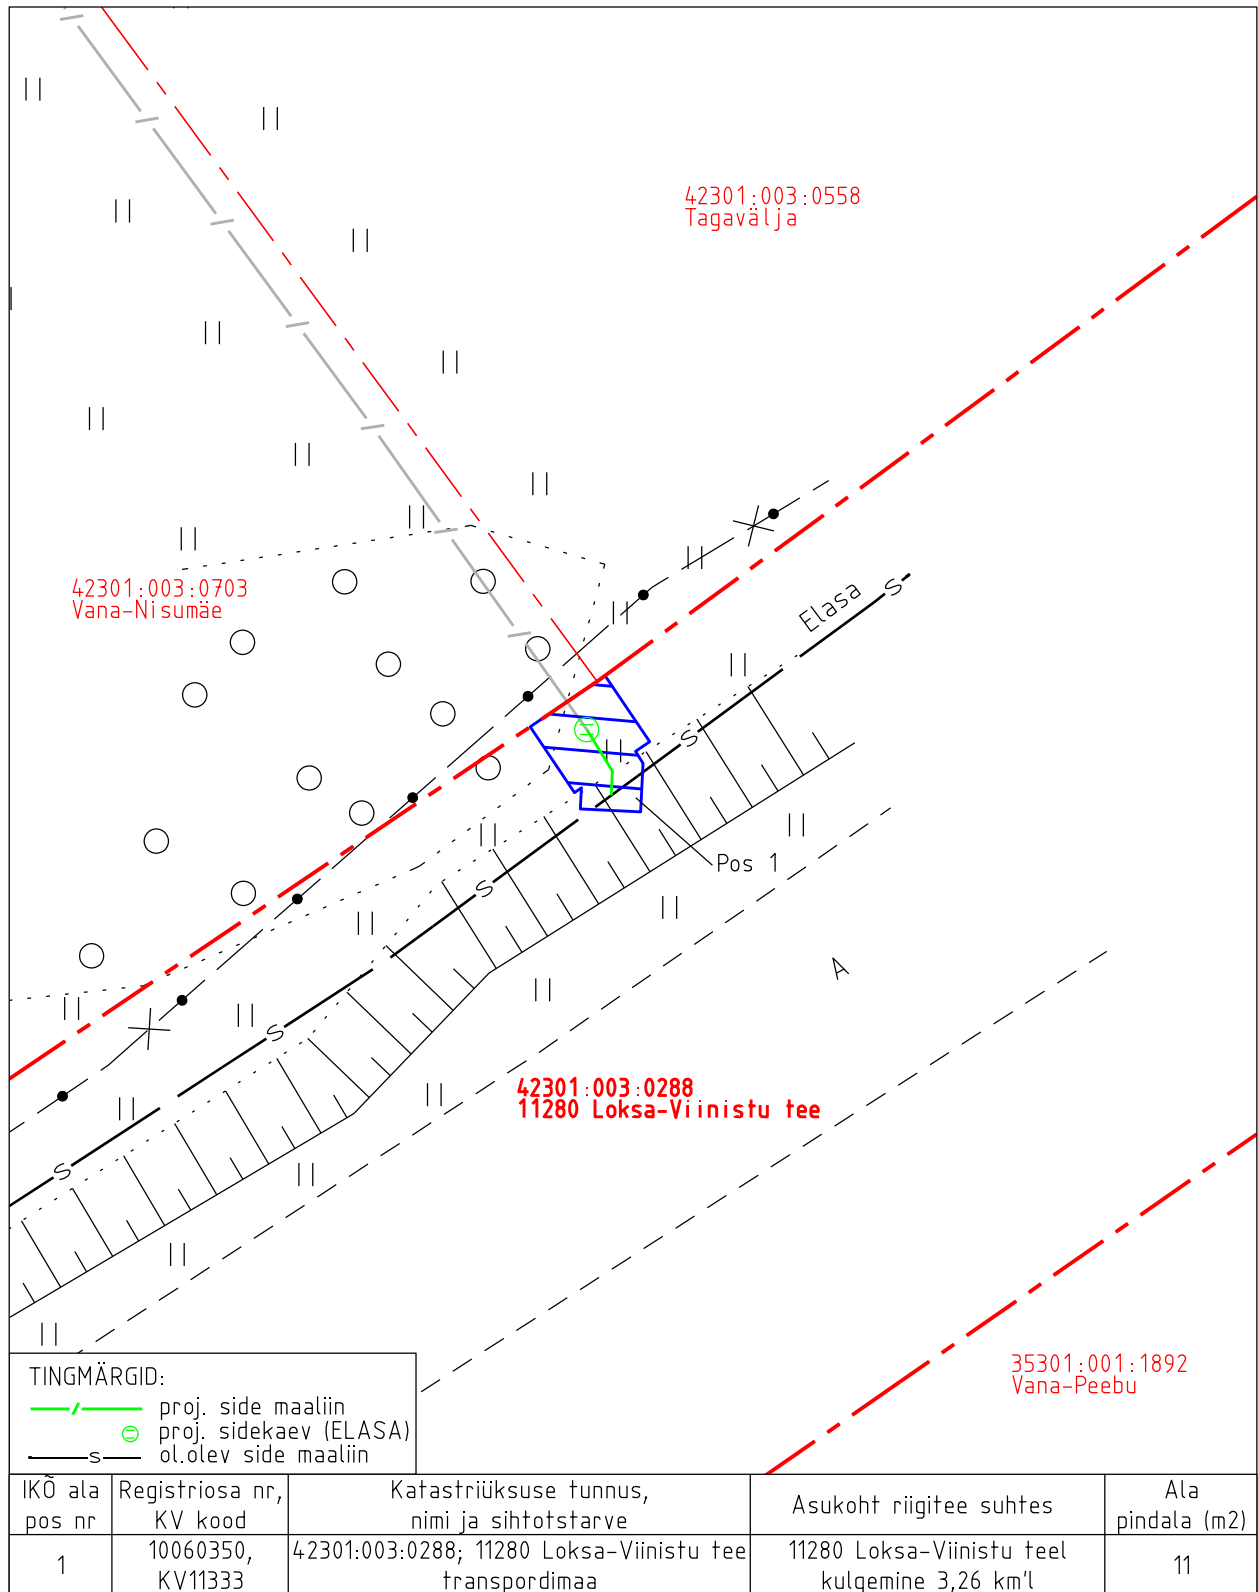 42301:003:0558
Tagavälja
42301:003:0703
Vana-Nisumäe
Elasa
S
S
Pos 1
S
A
S
42301:003:0288
11280 Loksa-Viinistu tee
S
35301:001:1892
Vana-Peebu
TINGMÄRGID:
proj. side maaliin
proj. sidekaev (ELASA)
S ol.olev side maaliin
IKÕ ala pos nr
Registriosa nr, KV kood
Katastriüksuse tunnus, nimi ja sihtotstarve
Asukoht riigitee suhtes
Ala pindala (m2)
1
10060350, KV11333
42301:003:0288; 11280 Loksa-Viinistu tee transpordimaa
11280 Loksa-Viinistu teel kulgemine 3,26 km'l
11